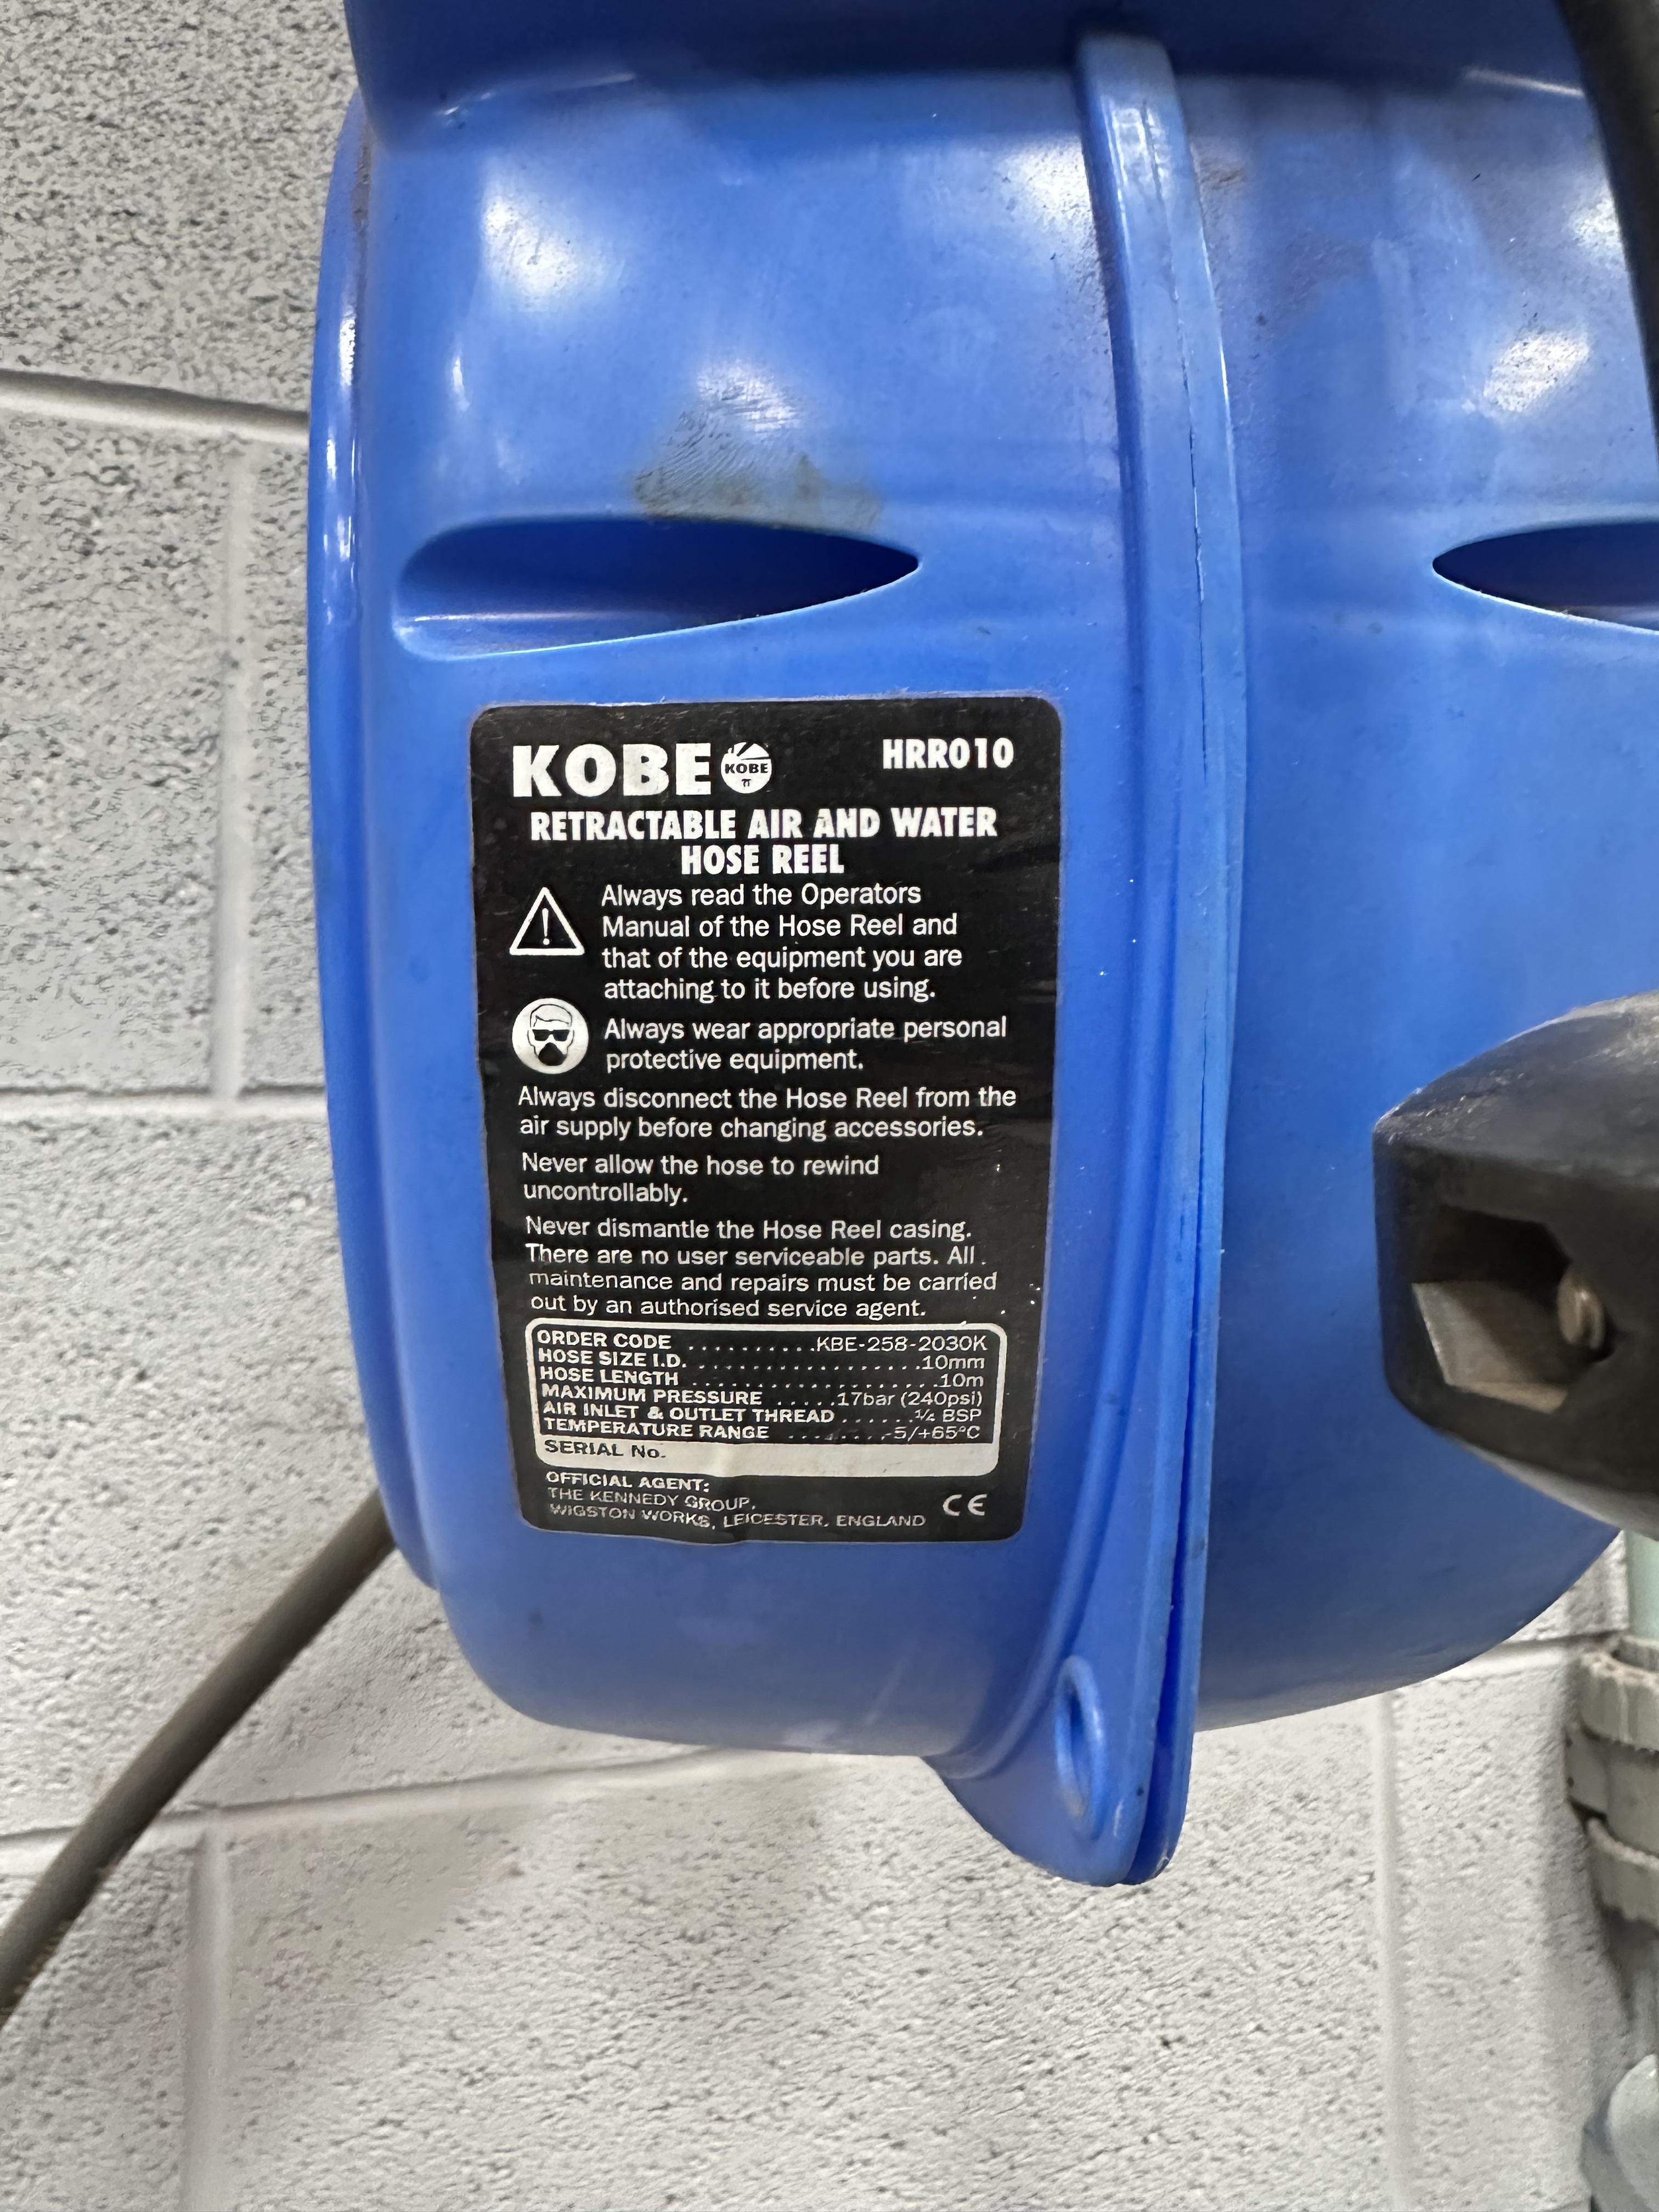 KOBE KOBE HRR010
RETRACTABLE AIR AND WATER
HOSE REEL
Always read the Operators
Manual of the Hose Reel and
that of the equipment you are
attaching to it before using.
Always wear appropriate personal
protective equipment.
Always disconnect the Hose Reel from the
air supply before changing accessories.
Never allow the hose to rewind
uncontrollably.
Never dismantle the Hose Reel casing.
There are no user serviceable parts. All
maintenance and repairs must be carried
out by an authorised service agent.
ORDER CODE ..........KBE-258-2030K
HOSE SIZE I.D. ..................10mm
HOSE LENGTH ....................10m
MAXIMUM PRESSURE .....17bar (240psi)
AIR INLET & OUTLET THREAD ......¼ BSP
TEMPERATURE RANGE ........-5/+65°C
SERIAL No.
OFFICIAL AGENT:
THE KENNEDY GROUP,
WIGSTON WORKS, LEICESTER, ENGLAND CE